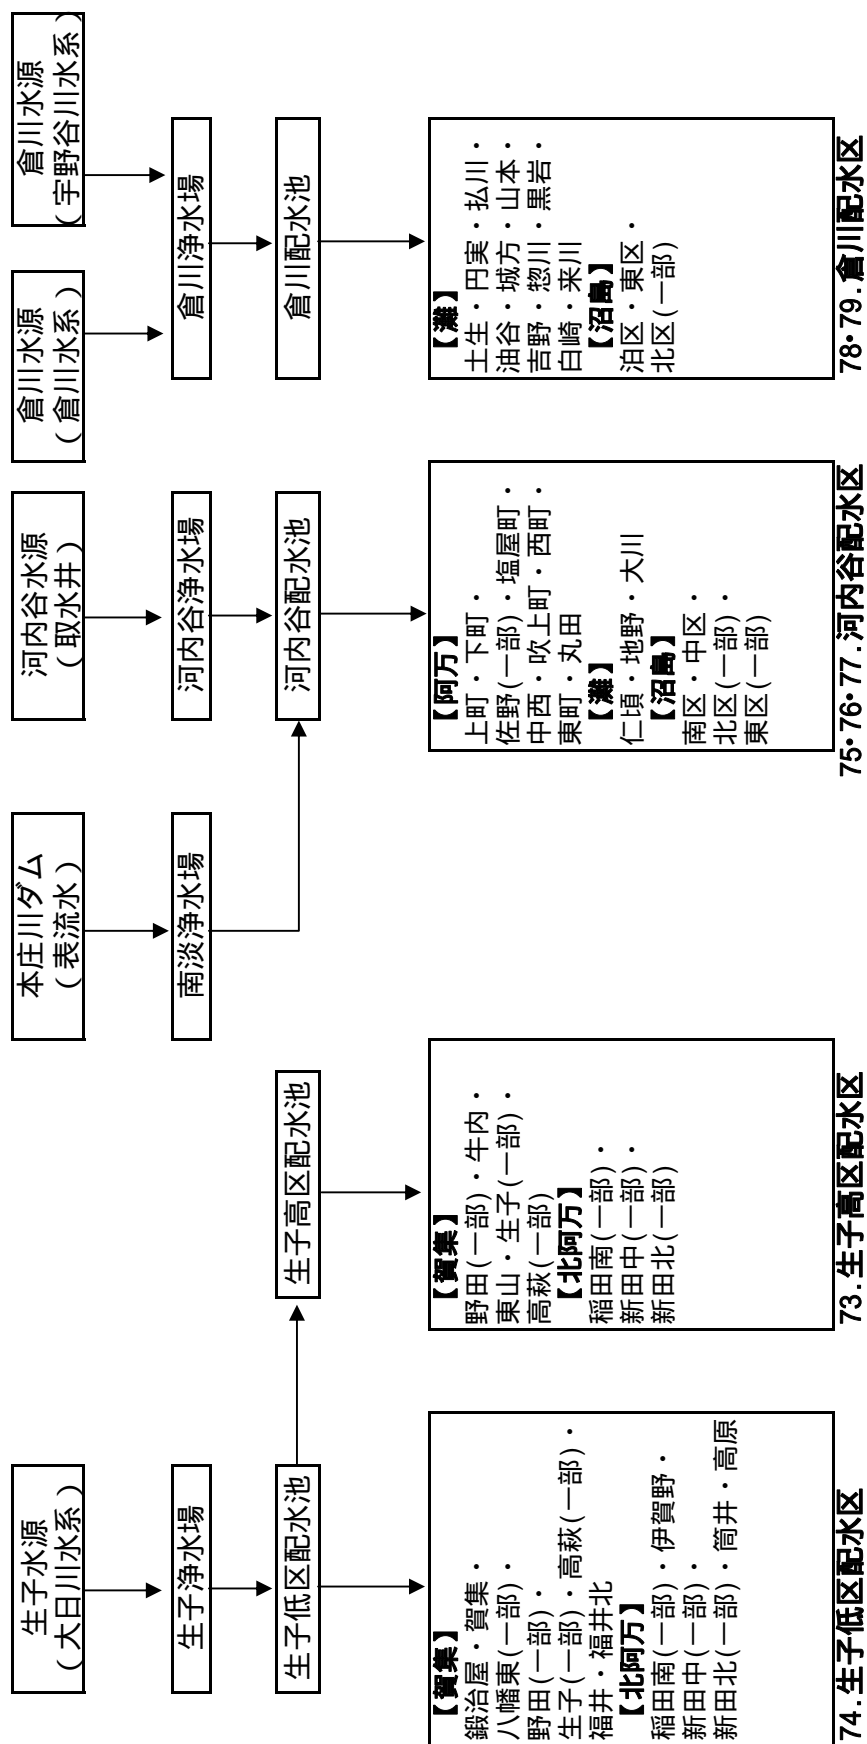 生子水源
(大日川水系)
生子浄水場
生子低区配水池
【賀集】
鍛治屋・賀集・
八幡東(一部)・
野田(一部)・
生子(一部)・高萩(一部)・
福井・福井北
【北阿万】
稲田南(一部)・伊賀野・
新田中(一部)・
新田北(一部)・筒井・高原
74.生子低区配水区
生子高区配水池
【賀集】
野田(一部)・牛内・
東山・生子(一部)・
高萩(一部)
【北阿万】
稲田南(一部)・
新田中(一部)・
新田北(一部)
73.生子高区配水区
本庄川ダム
(表流水)
南淡浄水場
河内谷水源
(取水井)
河内谷浄水場
河内谷配水池
【阿万】
上町・下町・
佐野(一部)・塩屋町・
中西・吹上町・西町・
東町・丸田
【灘】
仁頃・地野・大川
【沼島】
南区・中区・
北区(一部)・
東区(一部)
75・76・77.河内谷配水区
倉川水源
(倉川水系)
倉川水源
(宇野谷川水系)
倉川浄水場
倉川配水池
【灘】
土生・円実・払川・
油谷・城方・山本・
吉野・惣川・黒岩・
白崎・来川
【沼島】
泊区・東区・
北区(一部)
78・79.倉川配水区